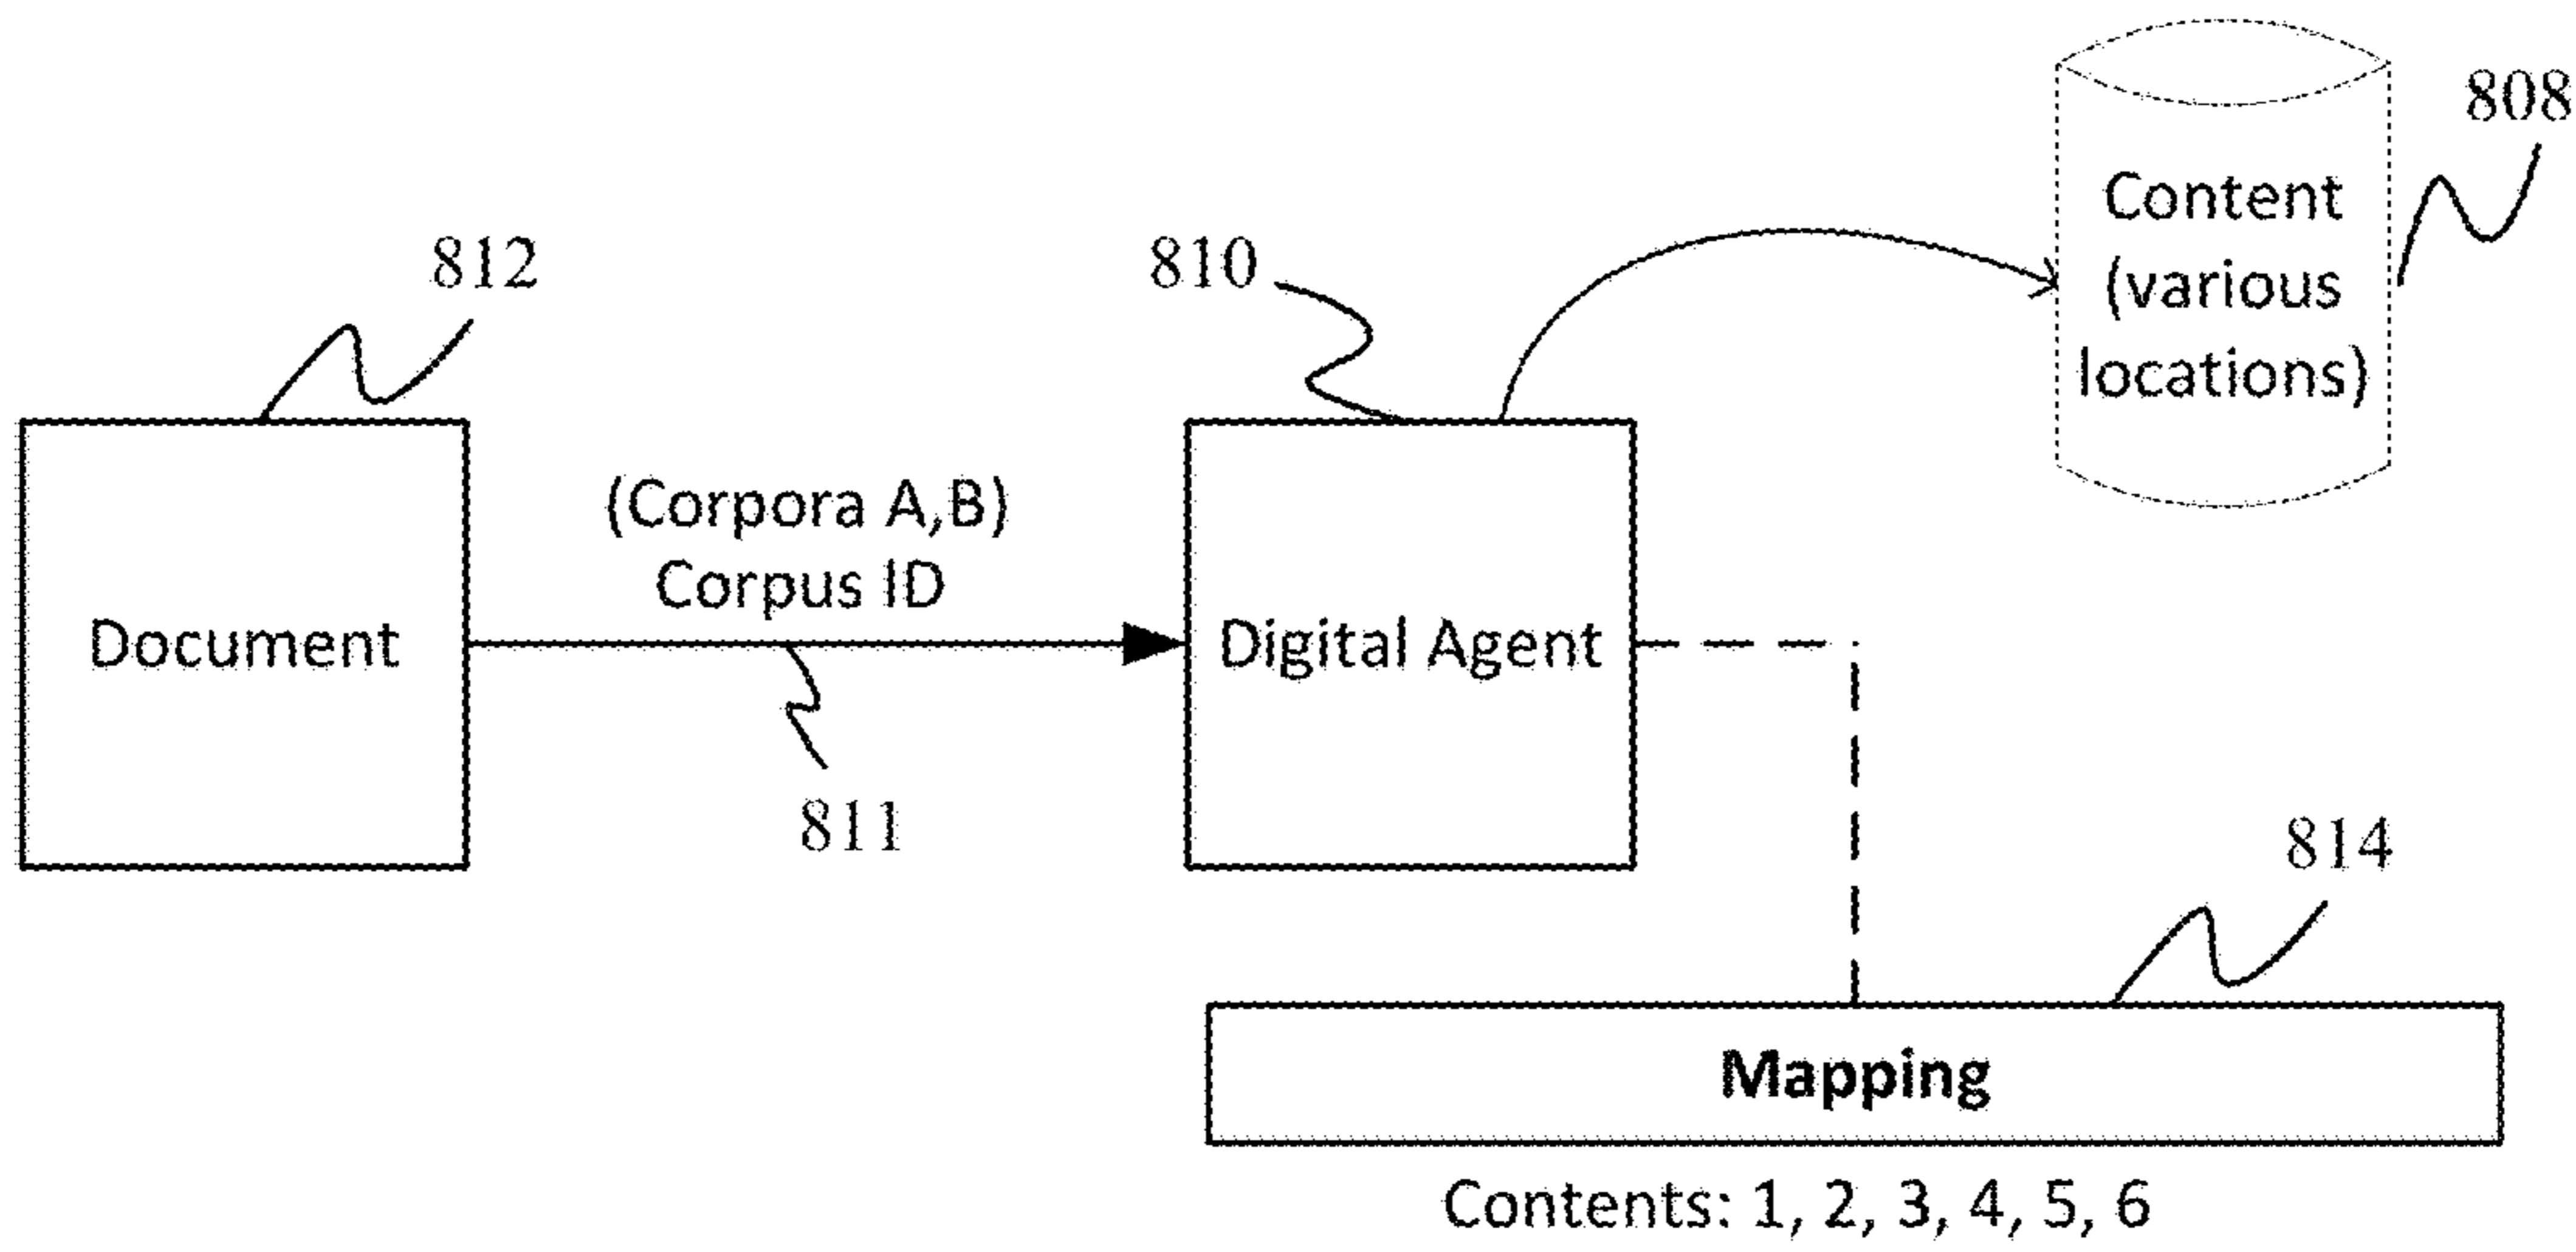 808
Content
(various
locations)
812
810
(Corpora A,B)
Corpus ID
Document
Digital Agent
811
814
Mapping
Contents: 1, 2, 3, 4, 5, 6